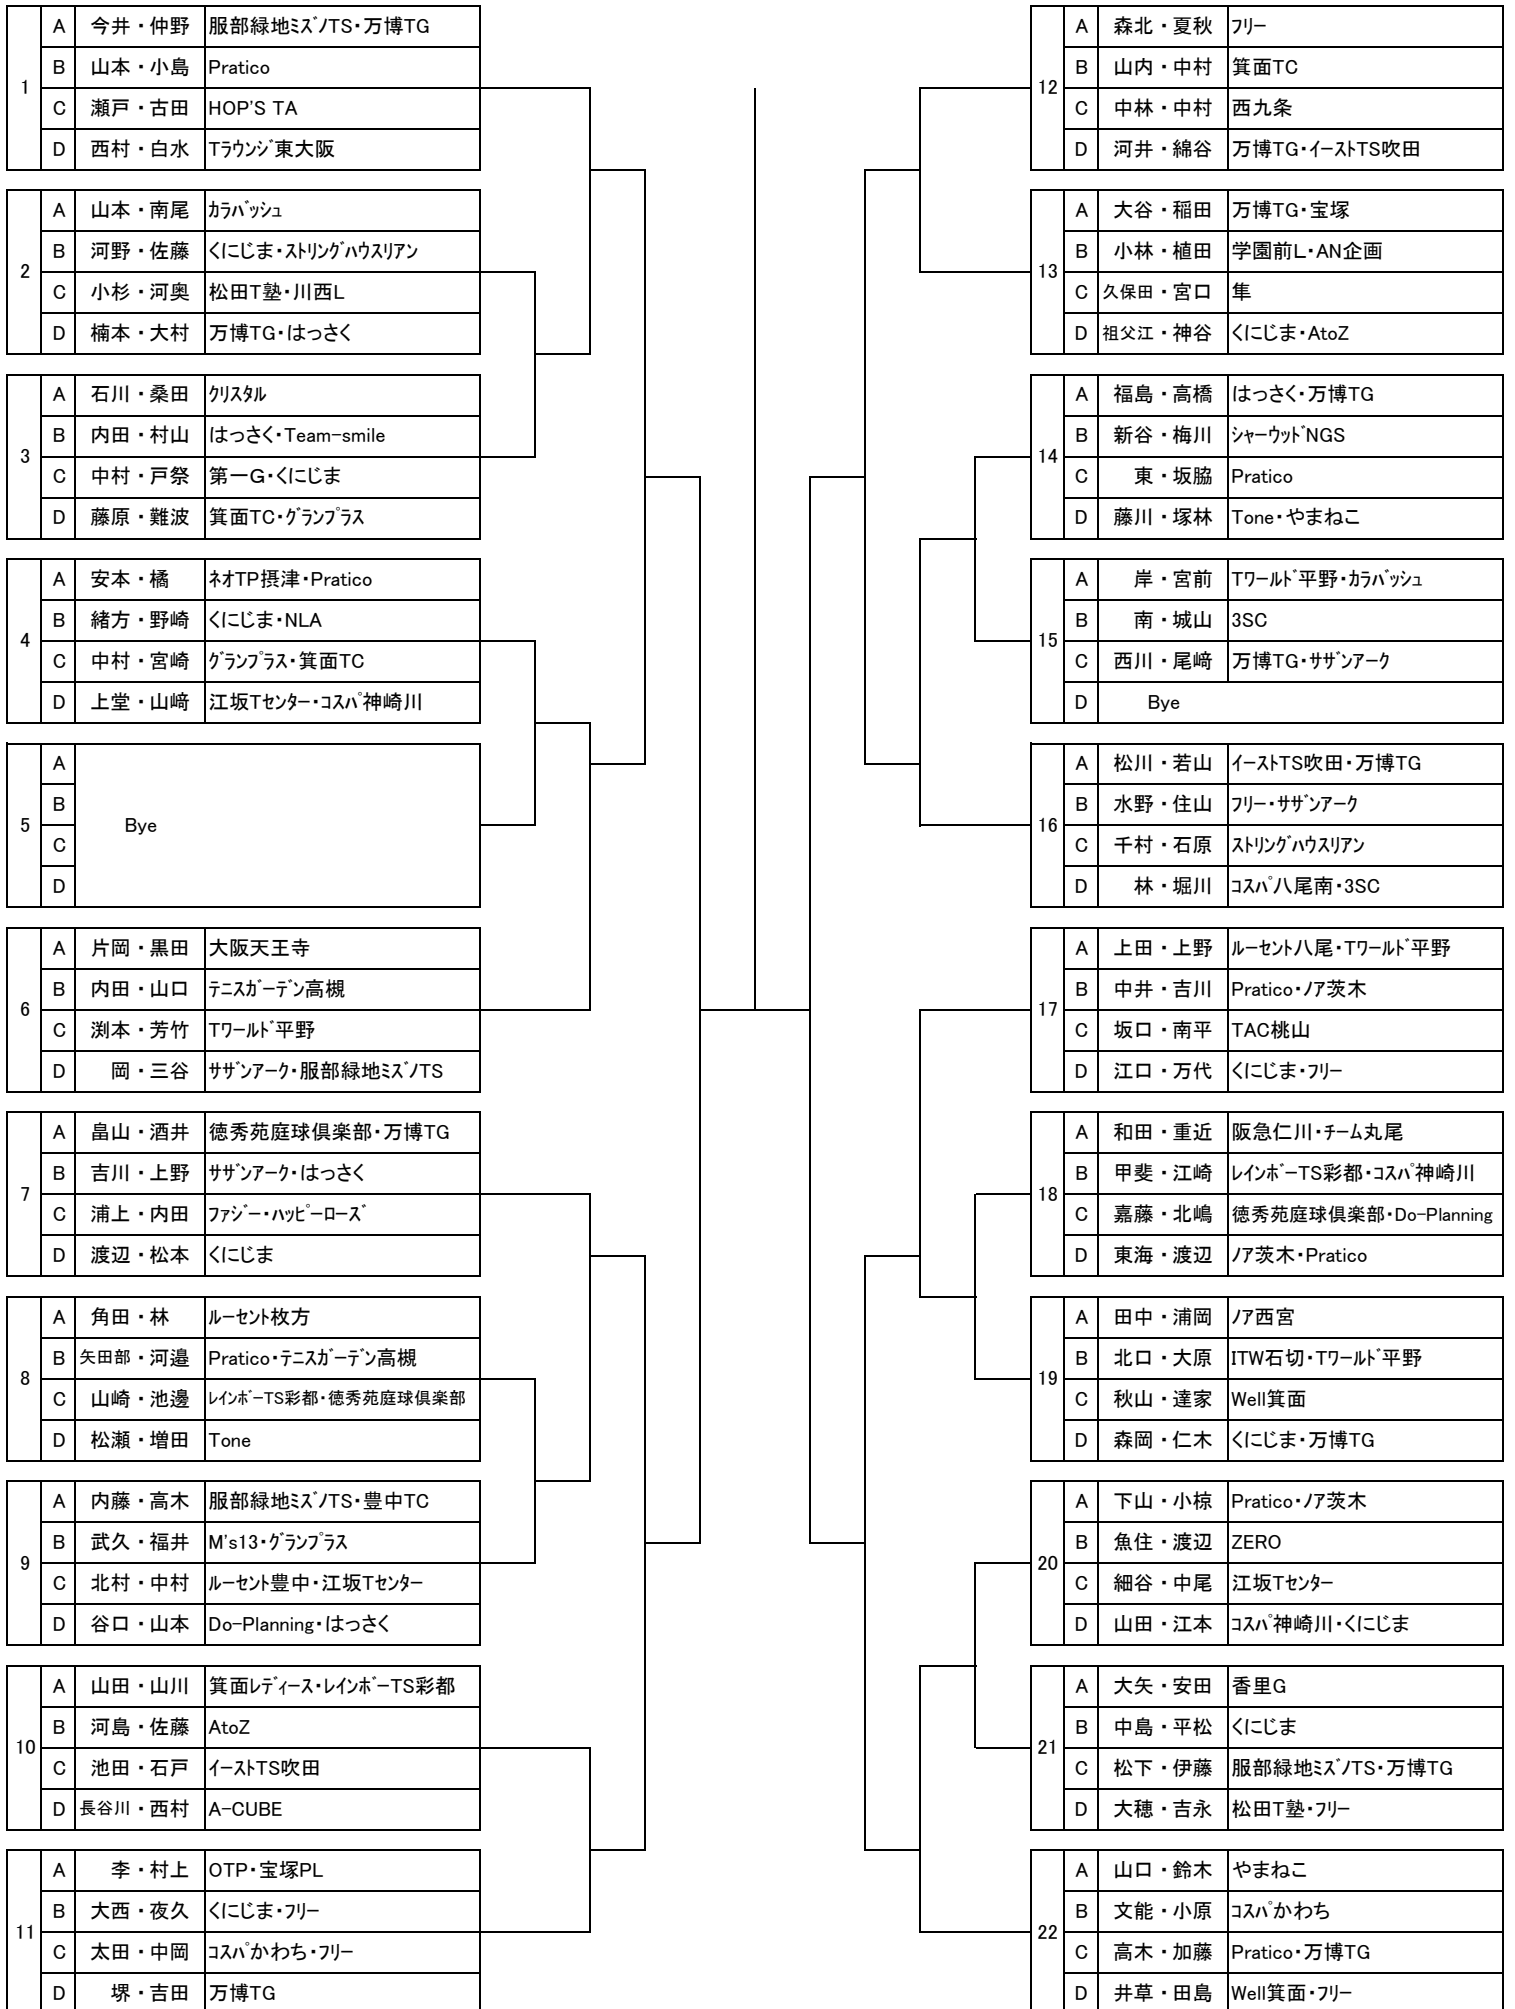 1
A 今井・仲野 服部緑地ﾐｽﾞﾉTS・万博TG
B 山本・小島 Pratico
C 瀬戸・古田 HOP'S TA
D 西村・白水 Tﾗｳﾝｼﾞ東大阪
2
A 山本・南尾 ｶﾗﾊﾞｯｼｭ
B 河野・佐藤 くにじま・ｽﾄﾘﾝｸﾞﾊｳｽﾘｱﾝ
C 小杉・河奥 松田T塾・川西L
D 楠本・大村 万博TG・はっさく
3
A 石川・桑田 ｸﾘｽﾀﾙ
B 内田・村山 はっさく・Team-smile
C 中村・戸祭 第一G・くにじま
D 藤原・難波 箕面TC・ｸﾞﾗﾝﾌﾟﾗｽ
4
A 安本・橘 ﾈｵTP摂津・Pratico
B 緒方・野崎 くにじま・NLA
C 中村・宮崎 ｸﾞﾗﾝﾌﾟﾗｽ・箕面TC
D 上堂・山﨑 江坂Tｾﾝﾀｰ・ｺｽﾊﾟ神崎川
5
A
B
C
D
Bye
6
A 片岡・黒田 大阪天王寺
B 内田・山口 ﾃﾆｽｶﾞｰﾃﾞﾝ高槻
C 渕本・芳竹 Tﾜｰﾙﾄﾞ平野
D 岡・三谷 ｻｻﾞﾝｱｰｸ・服部緑地ﾐｽﾞﾉTS
7
A 畠山・酒井 徳秀苑庭球倶楽部・万博TG
B 吉川・上野 ｻｻﾞﾝｱｰｸ・はっさく
C 浦上・内田 ﾌｧｼﾞｰ・ﾊｯﾋﾟｰﾛｰｽﾞ
D 渡辺・松本 くにじま
8
A 角田・林 ﾙｰｾﾝﾄ枚方
B 矢田部・河邉 Pratico・ﾃﾆｽｶﾞｰﾃﾞﾝ高槻
C 山崎・池邊 ﾚｲﾝﾎﾞｰTS彩都・徳秀苑庭球倶楽部
D 松瀬・増田 Tone
9
A 内藤・高木 服部緑地ﾐｽﾞﾉTS・豊中TC
B 武久・福井 M's13・ｸﾞﾗﾝﾌﾟﾗｽ
C 北村・中村 ﾙｰｾﾝﾄ豊中・江坂Tｾﾝﾀｰ
D 谷口・山本 Do-Planning・はっさく
10
A 山田・山川 箕面ﾚﾃﾞｨｰｽ・ﾚｲﾝﾎﾞｰTS彩都
B 河島・佐藤 AtoZ
C 池田・石戸 ｲｰｽﾄTS吹田
D 長谷川・西村 A-CUBE
11
A 李・村上 OTP・宝塚PL
B 大西・夜久 くにじま・ﾌﾘｰ
C 太田・中岡 ｺｽﾊﾟかわち・ﾌﾘｰ
D 堺・吉田 万博TG
12
A 森北・夏秋 ﾌﾘｰ
B 山内・中村 箕面TC
C 中林・中村 西九条
D 河井・綿谷 万博TG・ｲｰｽﾄTS吹田
13
A 大谷・稲田 万博TG・宝塚
B 小林・植田 学園前L・AN企画
C 久保田・宮口 隼
D 祖父江・神谷 くにじま・AtoZ
14
A 福島・高橋 はっさく・万博TG
B 新谷・梅川 ｼｬｰｳｯﾄﾞNGS
C 東・坂脇 Pratico
D 藤川・塚林 Tone・やまねこ
15
A 岸・宮前 Tﾜｰﾙﾄﾞ平野・ｶﾗﾊﾞｯｼｭ
B 南・城山 3SC
C 西川・尾﨑 万博TG・ｻｻﾞﾝｱｰｸ
D Bye
16
A 松川・若山 ｲｰｽﾄTS吹田・万博TG
B 水野・住山 ﾌﾘｰ・ｻｻﾞﾝｱｰｸ
C 千村・石原 ｽﾄﾘﾝｸﾞﾊｳｽﾘｱﾝ
D 林・堀川 ｺｽﾊﾟ八尾南・3SC
17
A 上田・上野 ﾙｰｾﾝﾄ八尾・Tﾜｰﾙﾄﾞ平野
B 中井・吉川 Pratico・ﾉｱ茨木
C 坂口・南平 TAC桃山
D 江口・万代 くにじま・ﾌﾘｰ
18
A 和田・重近 阪急仁川・ﾁｰﾑ丸尾
B 甲斐・江崎 ﾚｲﾝﾎﾞｰTS彩都・ｺｽﾊﾟ神崎川
C 嘉藤・北嶋 徳秀苑庭球倶楽部・Do-Planning
D 東海・渡辺 ﾉｱ茨木・Pratico
19
A 田中・浦岡 ﾉｱ西宮
B 北口・大原 ITW石切・Tﾜｰﾙﾄﾞ平野
C 秋山・達家 Well箕面
D 森岡・仁木 くにじま・万博TG
20
A 下山・小椋 Pratico・ﾉｱ茨木
B 魚住・渡辺 ZERO
C 細谷・中尾 江坂Tｾﾝﾀｰ
D 山田・江本 ｺｽﾊﾟ神崎川・くにじま
21
A 大矢・安田 香里G
B 中島・平松 くにじま
C 松下・伊藤 服部緑地ﾐｽﾞﾉTS・万博TG
D 大穂・吉永 松田T塾・ﾌﾘｰ
22
A 山口・鈴木 やまねこ
B 文能・小原 ｺｽﾊﾟかわち
C 高木・加藤 Pratico・万博TG
D 井草・田島 Well箕面・ﾌﾘｰ